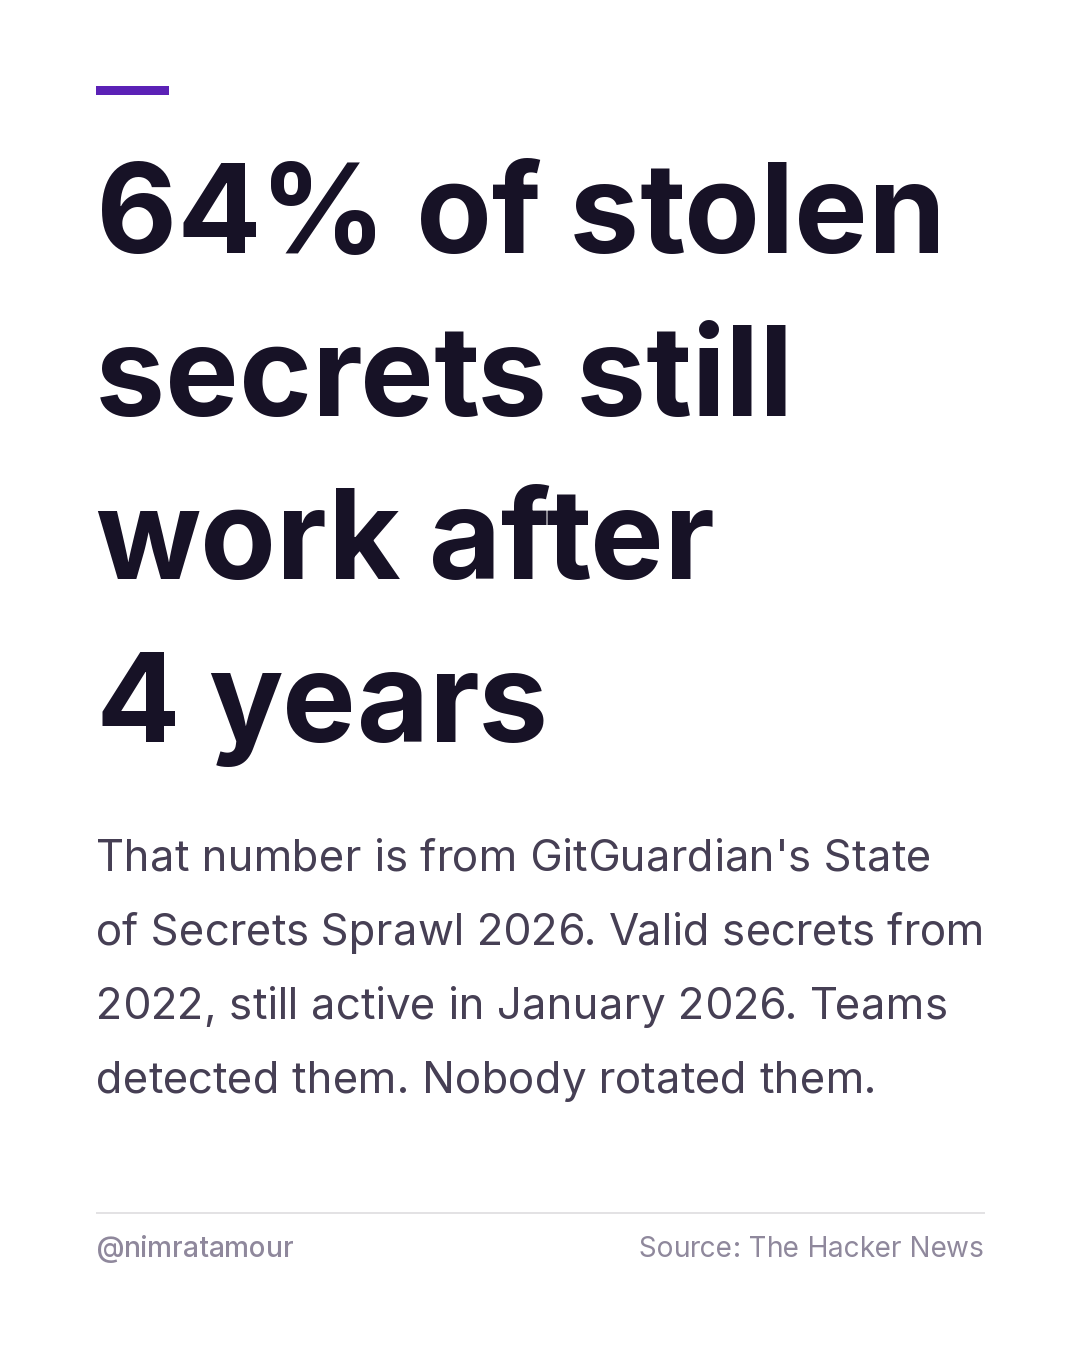 64% of stolen
secrets still
work after
4 years
That number is from GitGuardian's State
of Secrets Sprawl 2026. Valid secrets from
2022, still active in January 2026. Teams
detected them. Nobody rotated them.
@nimratamour
Source: The Hacker News